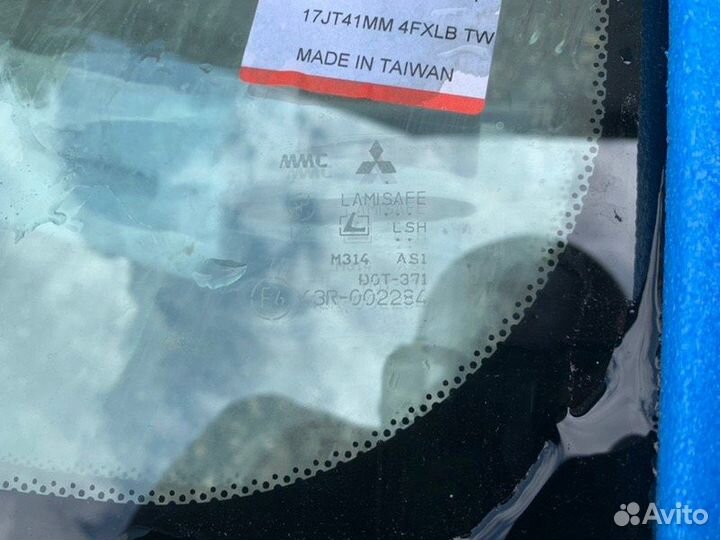 17JT41MM 4FXLB TW
MADE IN TAIWAN
MMC
LAMISAFE
LSH
M314 AS1
DOT-371
E6 43R-002284
Avito